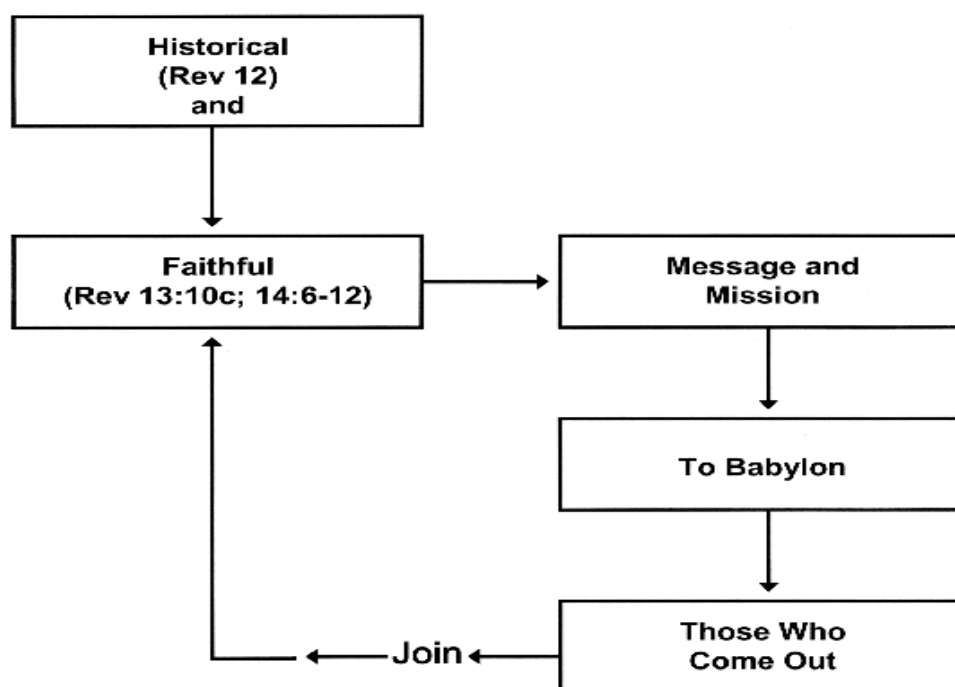 Historical
(Rev 12)
and
Faithful
(Rev 13:10c; 14:6-12)
Message and
Mission
To Babylon
Those Who
Come Out
Join